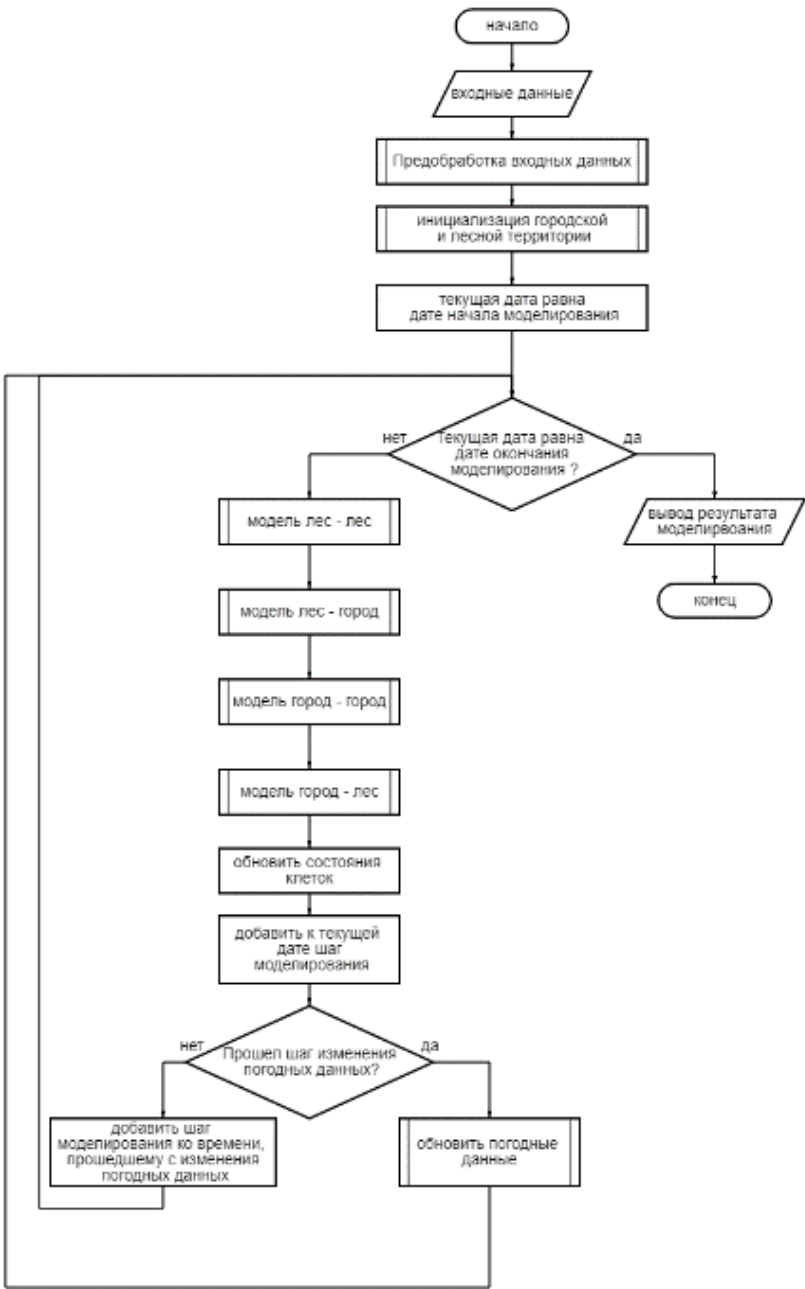 начало
входные данные
Предобработка входных данных
инициализация городской
и лесной территории
текущая дата равна
дате начала моделирования
нет
Текущая дата равна
дате окончания
моделирования ?
да
модель лес - лес
вывод результата
моделирвоания
модель лес - город
конец
модель город - город
модель город - лес
обновить состояния
клеток
добавить к текущей
дате шаг
моделирования
нет
Прошел шаг изменения
погодных данных?
да
добавить шаг
моделирования ко времени,
прошедшему с изменения
погодных данных
обновить погодные
данные